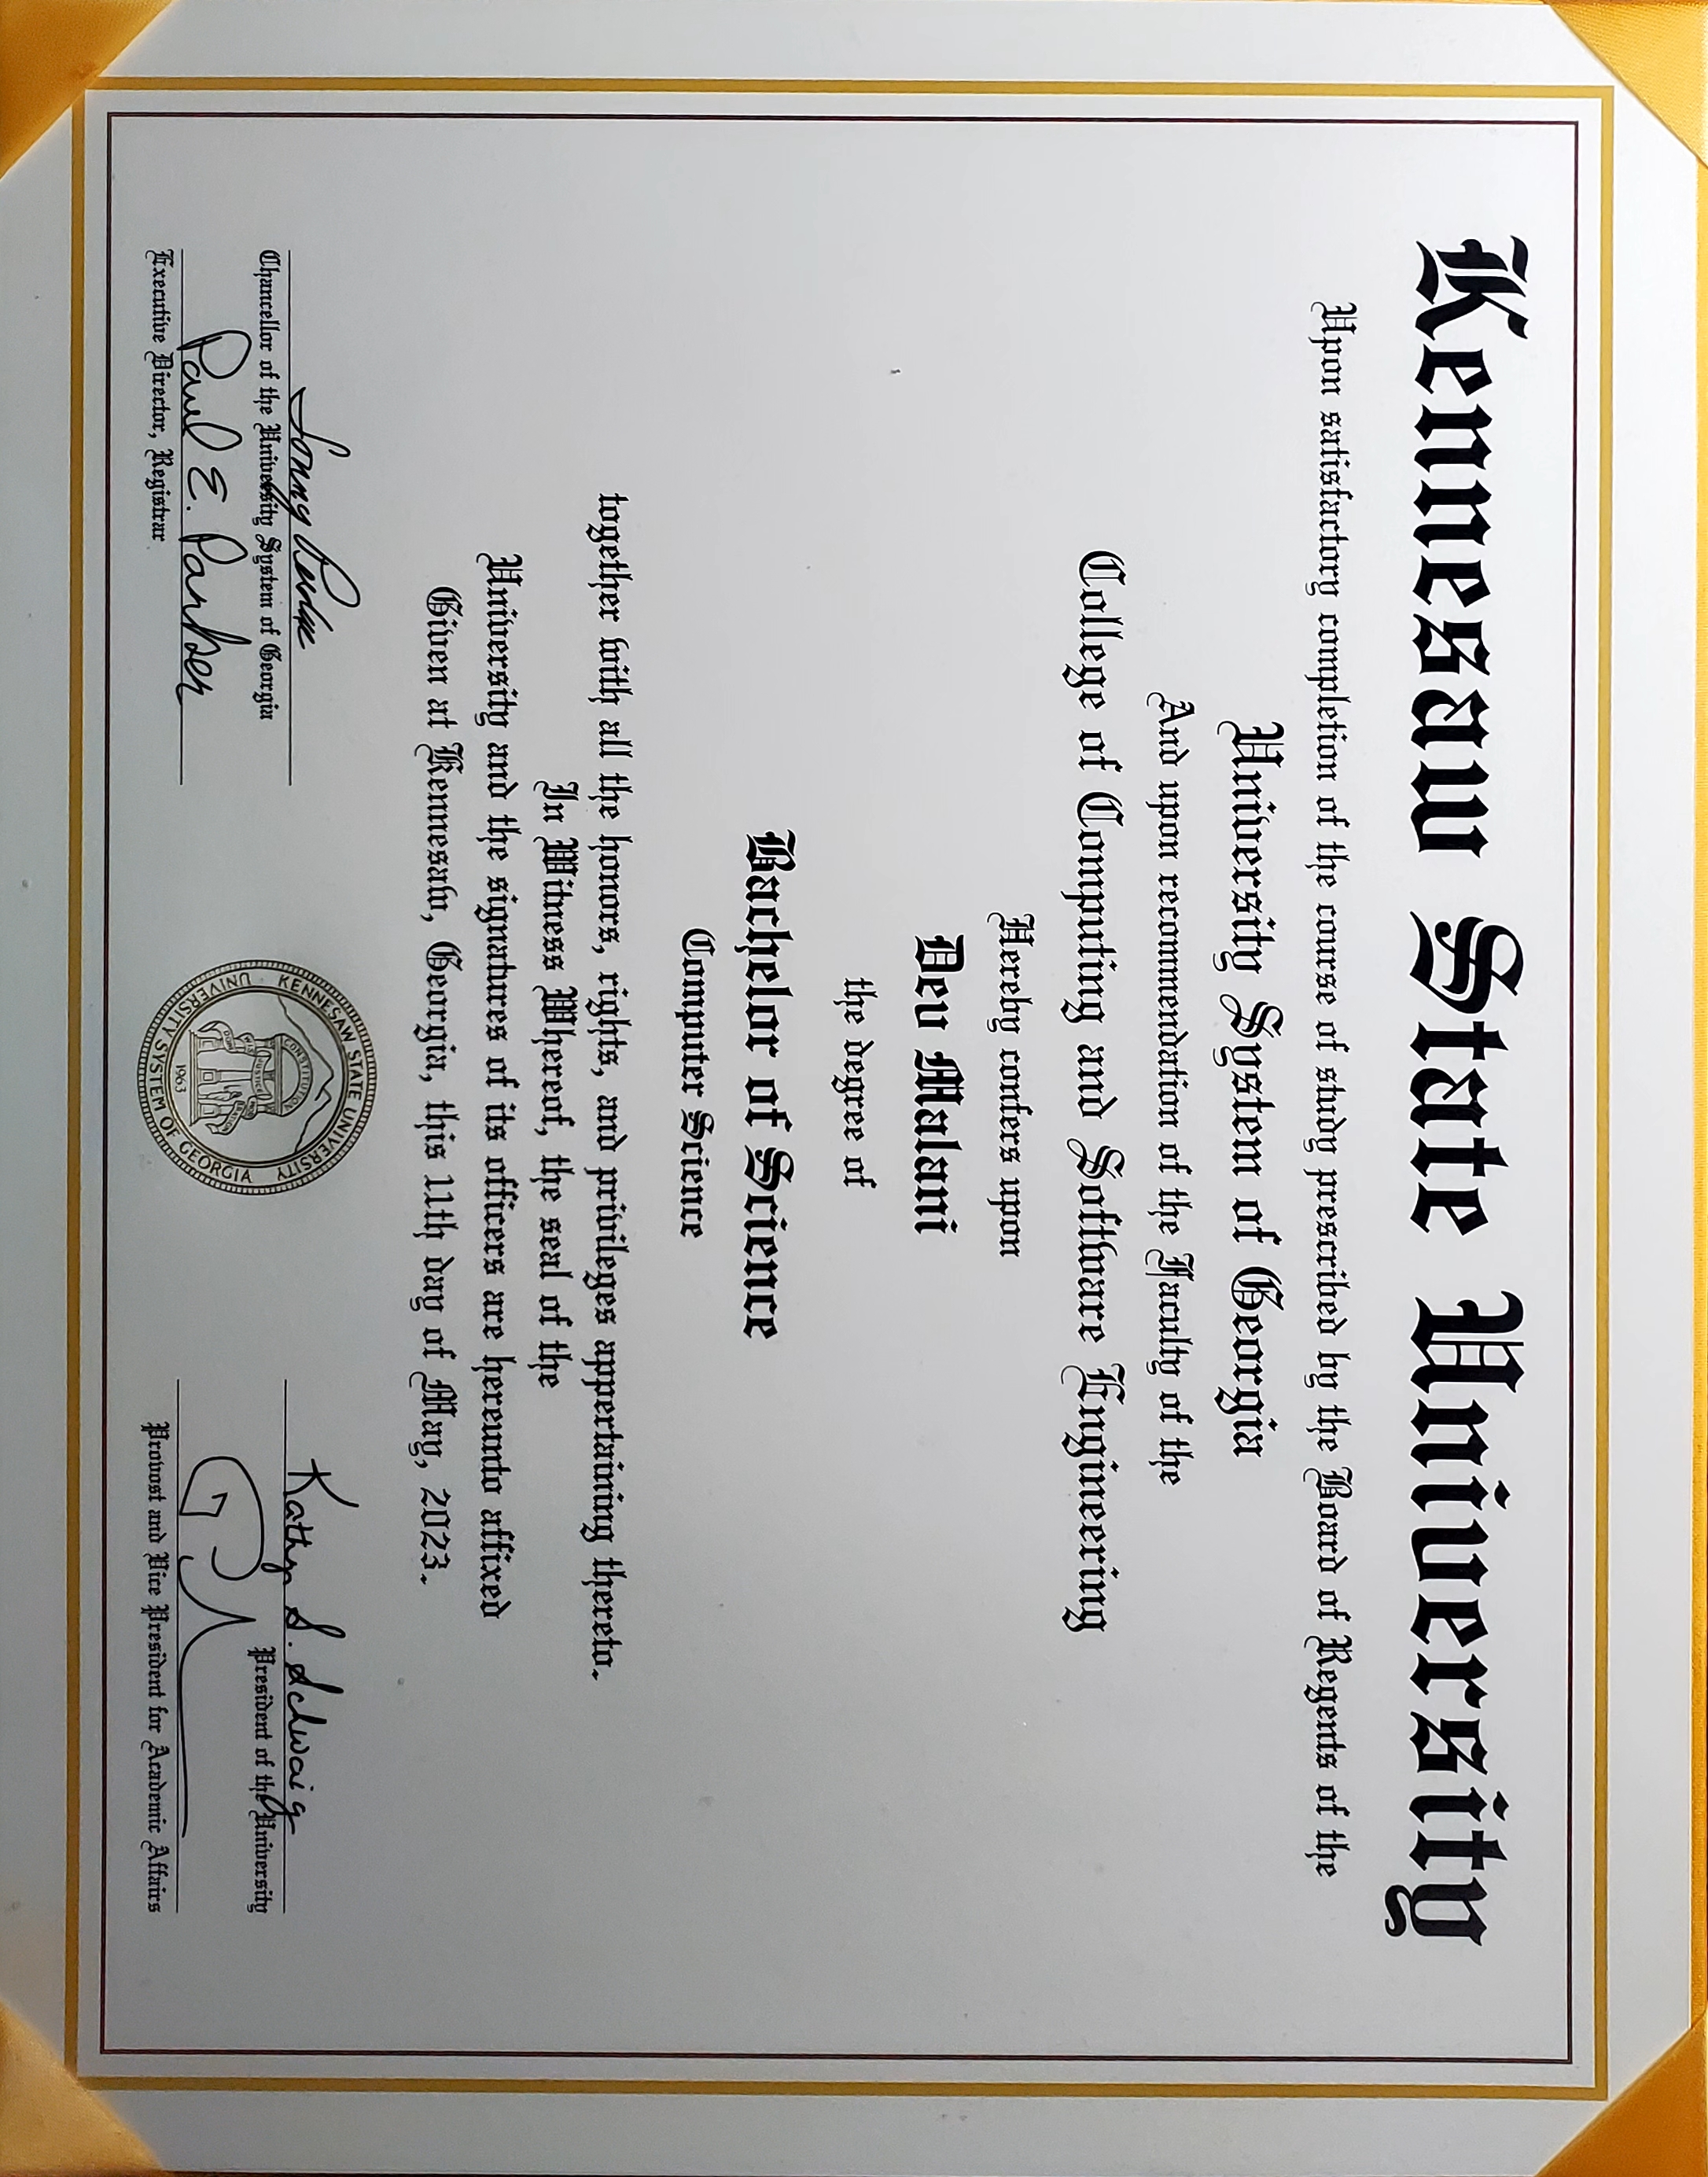 Kennesaw State University
Upon satisfactory completion of the course of study prescribed by the Board of Regents of the
University System of Georgia
And upon recommendation of the Faculty of the
College of Computing and Software Engineering
Hereby confers upon
Dev Malani
the degree of
Bachelor of Science
Computer Science
together with all the honors, rights, and privileges appertaining thereto.
In Witness Whereof, the seal of the
University and the signatures of its officers are hereunto affixed
Given at Kennesaw, Georgia, this 11th day of May, 2023.
Sonny Perdue
Chancellor of the University System of Georgia
Paul E. Parker
Executive Director, Registrar
KENNESAW STATE UNIVERSITY
CONSTITUTION
JUSTICE
WISDOM
MODERATION
1963
UNIVERSITY SYSTEM OF GEORGIA
Kathy S. Schwaig
President of the University
Provost and Vice President for Academic Affairs